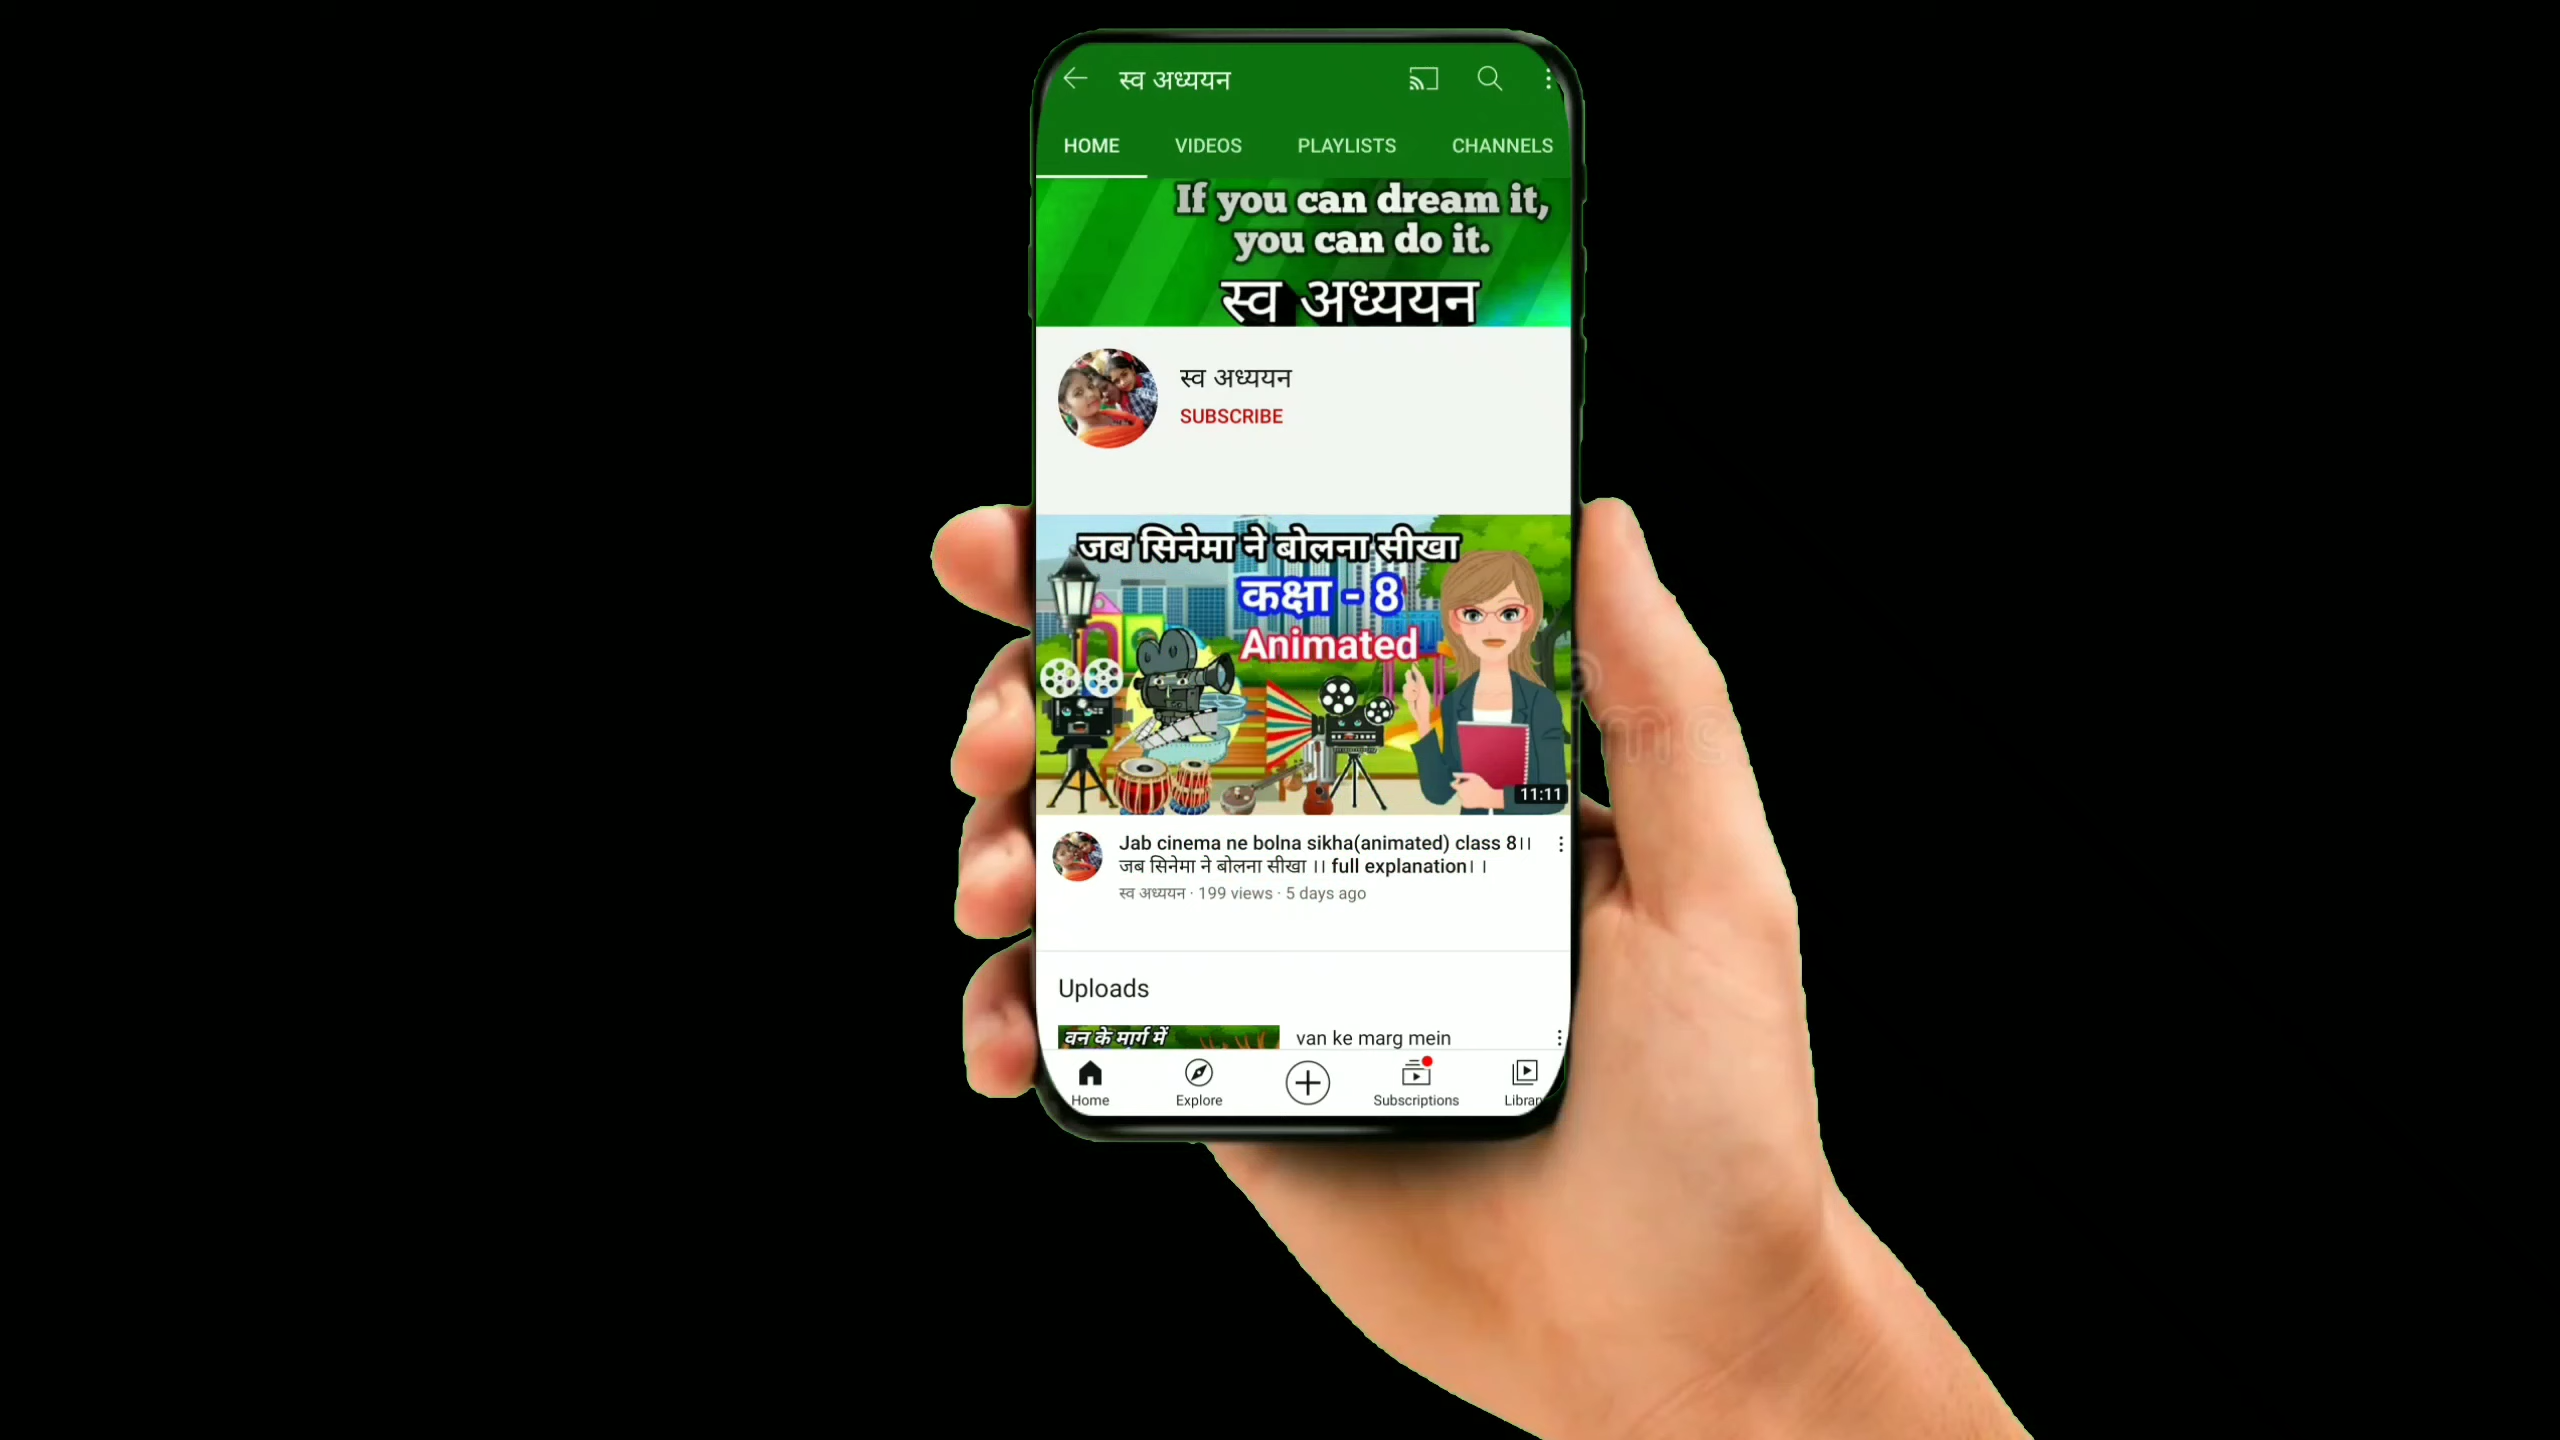 स्व अध्ययन
HOME VIDEOS PLAYLISTS CHANNELS
If you can dream it,
you can do it.
स्व अध्ययन
स्व अध्ययन
SUBSCRIBE
जब सिनेमा ने बोलना सीखा
कक्षा - 8
Animated
11:11
Jab cinema ne bolna sikha(animated) class 8।।
जब सिनेमा ने बोलना सीखा ।। full explanation।।
स्व अध्ययन · 199 views · 5 days ago
Uploads
वन के मार्ग में
van ke marg mein
Home Explore Subscriptions Librar